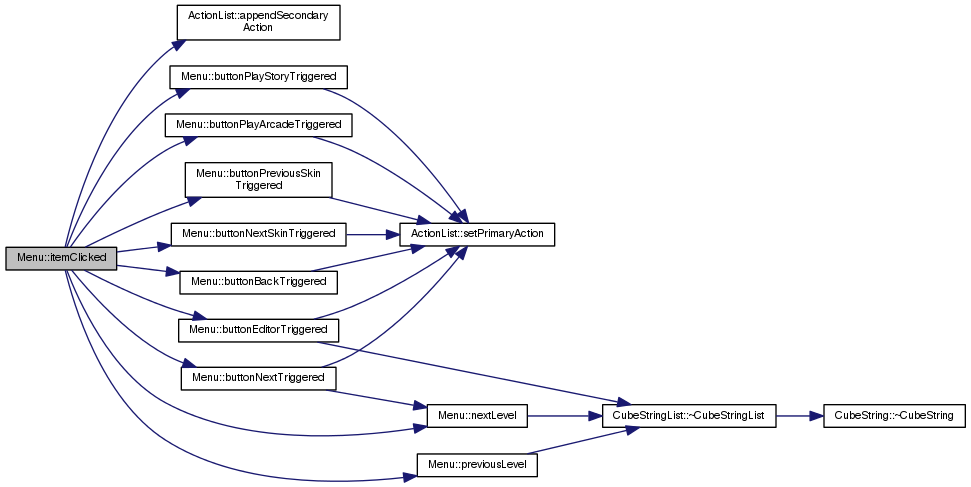 ActionList::appendSecondary
Action
Menu::buttonPlayStoryTriggered
Menu::buttonPlayArcadeTriggered
Menu::buttonPreviousSkin
Triggered
Menu::buttonNextSkinTriggered
ActionList::setPrimaryAction
Menu::itemClicked
Menu::buttonBackTriggered
Menu::buttonEditorTriggered
Menu::buttonNextTriggered
Menu::nextLevel
CubeStringList::~CubeStringList
CubeString::~CubeString
Menu::previousLevel